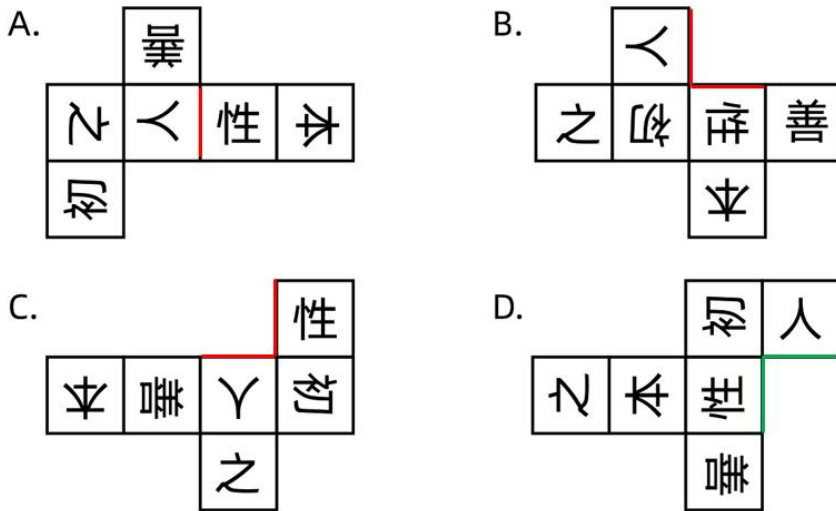 A.
善
之 人 性 本
初
B.
人
之 初 性 善
本
C.
性
本 善 人 初
之
D.
初 人
之 本 性
善